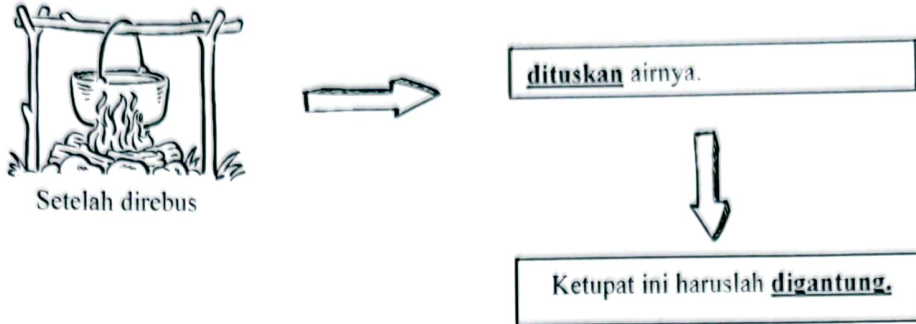 Setelah direbus
dituskan airnya.
Ketupat ini haruslah digantung.